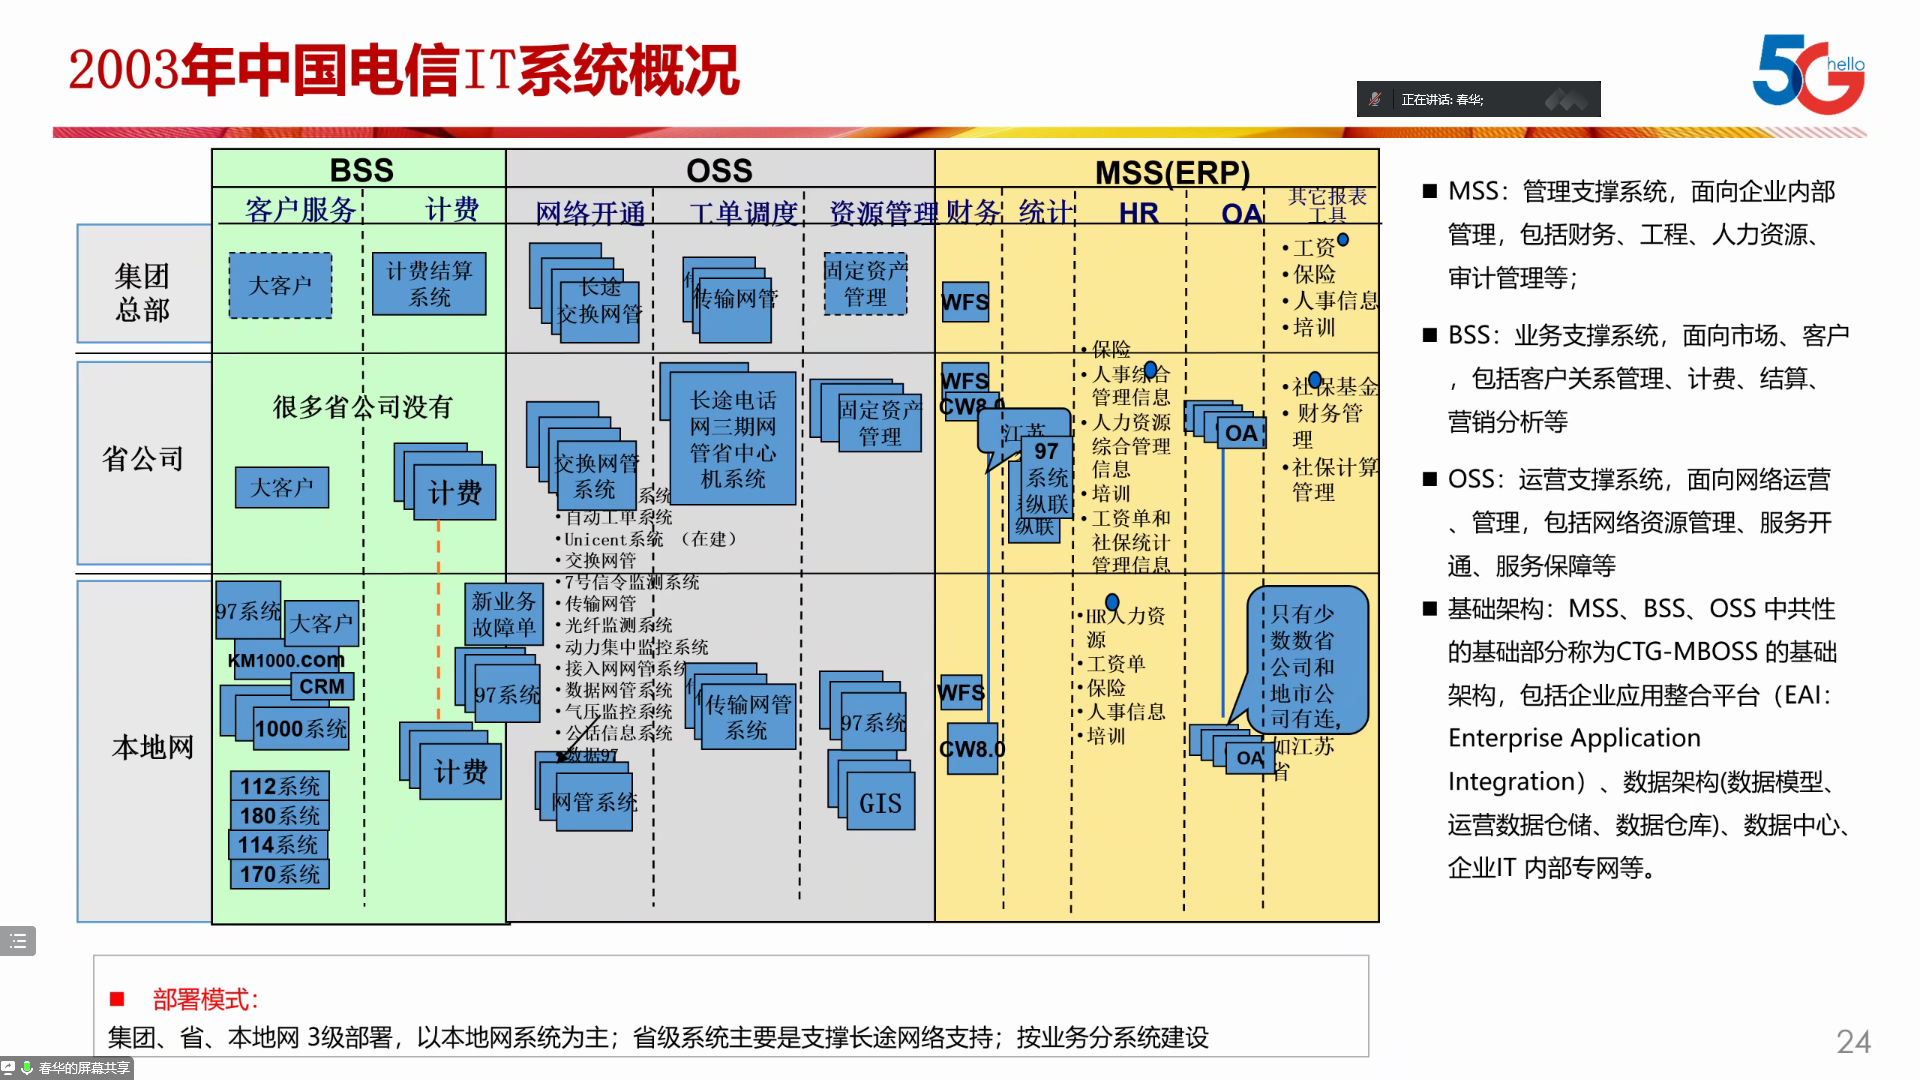 2003年中国电信IT系统概况
正在讲话: 春华;
5G
hello
BSS
OSS
MSS(ERP)
客户服务
计费
网络开通
工单调度
资源管理
财务
统计
HR
OA
其它报表
工具
集团
总部
大客户
计费结算
系统
长途
交换网管
传输网管
固定资产
管理
WFS
•工资
•保险
•人事信息
•培训
省公司
很多省公司没有
大客户
计费
交换网管
系统
长途电话
网三期网
管省中心
机系统
固定资产
管理
WFS
CW8.0
江苏
97
系统
纵联
纵联
•保险
•人事综合
管理信息
•人力资源
综合管理
信息
•培训
•工资单和
社保统计
管理信息
OA
•社保基金
•财务管
理
•社保计算
管理
系统
•自动工单系统
•Unicent系统 （在建）
•交换网管
•7号信令监测系统
•传输网管
•光纤监测系统
•动力集中监控系统
•接入网网管系统
•数据网管系统
•气压监控系统
•公话信息系统
•数据97
本地网
97系统
大客户
KM1000.com
CRM
1000系统
112系统
180系统
114系统
170系统
新业务
故障单
97系统
计费
网管系统
传输网管
系统
97系统
GIS
WFS
CW8.0
•HR人力资
源
•工资单
•保险
•人事信息
•培训
OA
只有少
数数省
公司和
地市公
司有连,
如江苏
省
MSS：管理支撑系统，面向企业内部
管理，包括财务、工程、人力资源、
审计管理等；
BSS：业务支撑系统，面向市场、客户
，包括客户关系管理、计费、结算、
营销分析等
OSS：运营支撑系统，面向网络运营
、管理，包括网络资源管理、服务开
通、服务保障等
基础架构：MSS、BSS、OSS 中共性
的基础部分称为CTG-MBOSS 的基础
架构，包括企业应用整合平台（EAI：
Enterprise Application
Integration）、数据架构(数据模型、
运营数据仓储、数据仓库)、数据中心、
企业IT 内部专网等。
部署模式：
集团、省、本地网 3级部署，以本地网系统为主；省级系统主要是支撑长途网络支持；按业务分系统建设
24
春华的屏幕共享